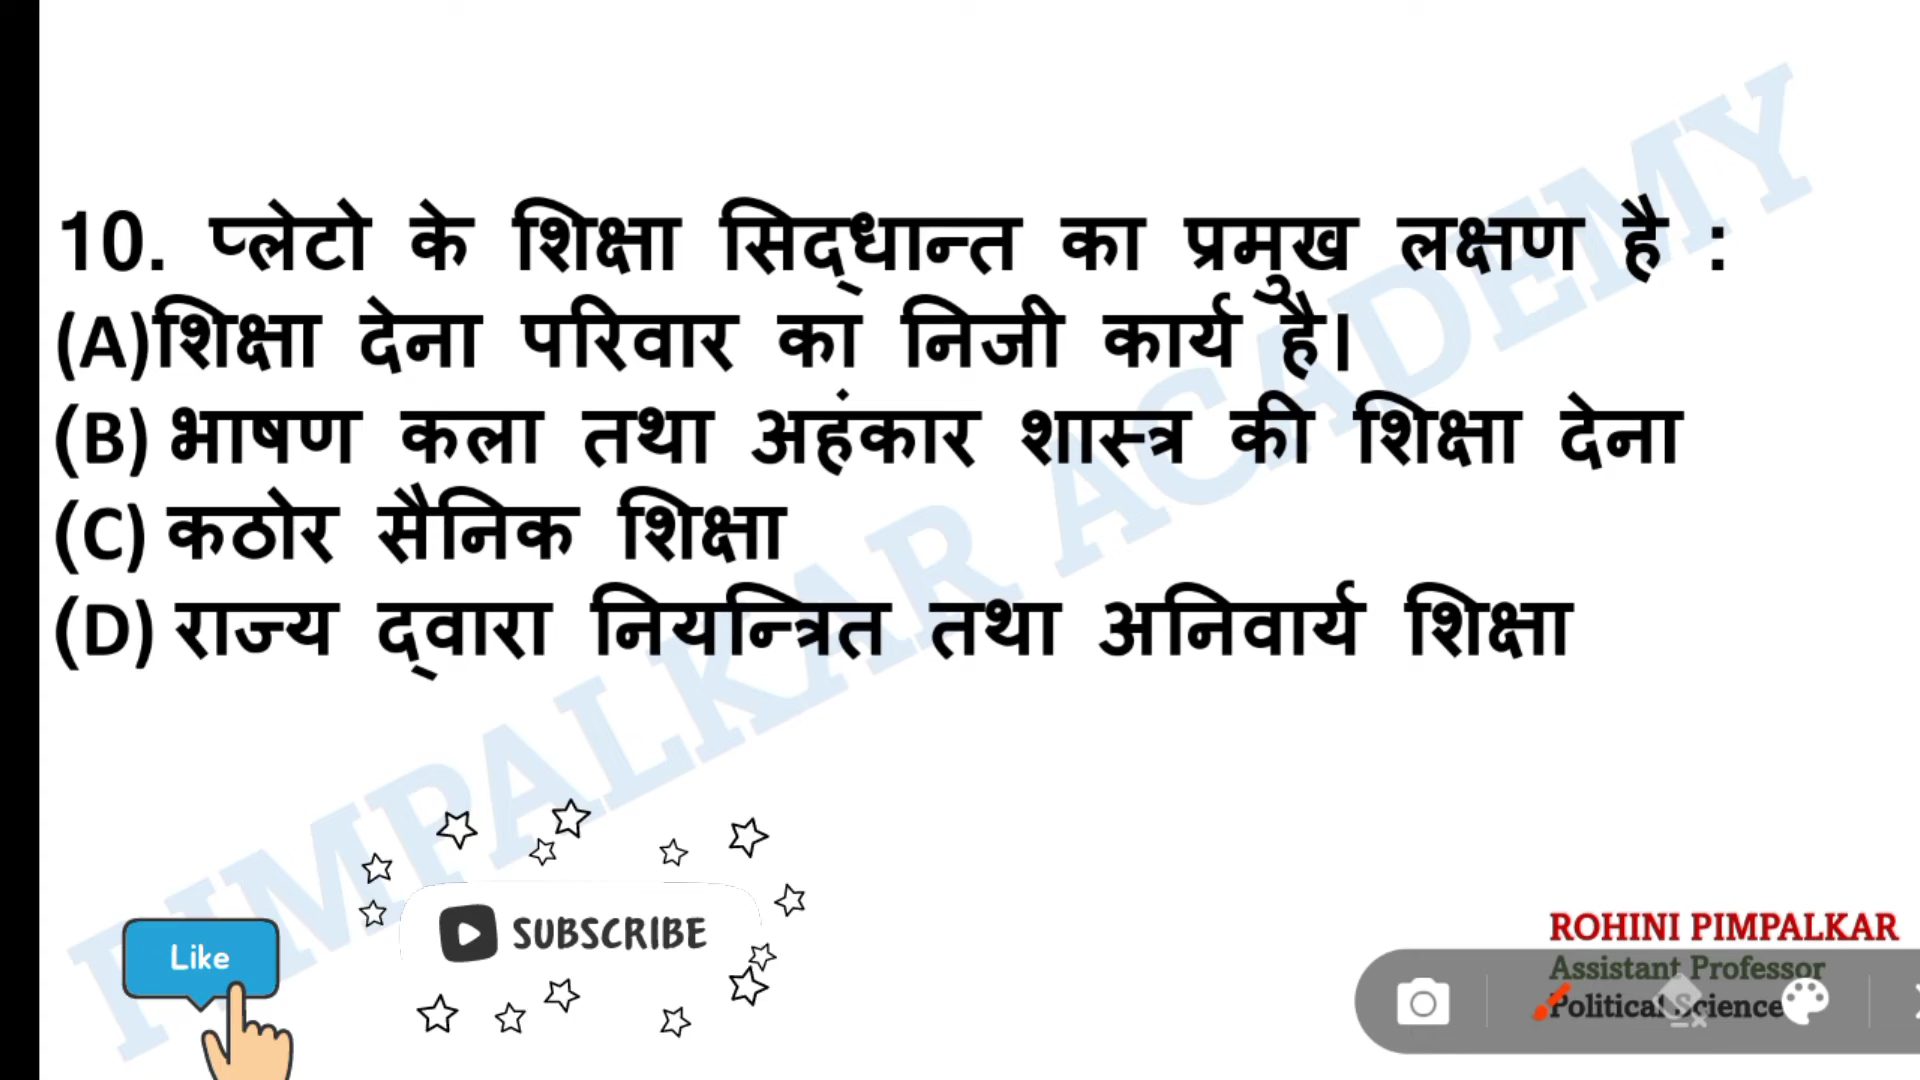 10. प्लेटो के शिक्षा सिद्धान्त का प्रमुख लक्षण है :
(A)शिक्षा देना परिवार का निजी कार्य है।
(B) भाषण कला तथा अहंकार शास्त्र की शिक्षा देना
(C) कठोर सैनिक शिक्षा
(D) राज्य द्वारा नियन्त्रित तथा अनिवार्य शिक्षा
PIMPALKAR ACADEMY
Like
SUBSCRIBE
ROHINI PIMPALKAR
Assistant Professor
Political Science